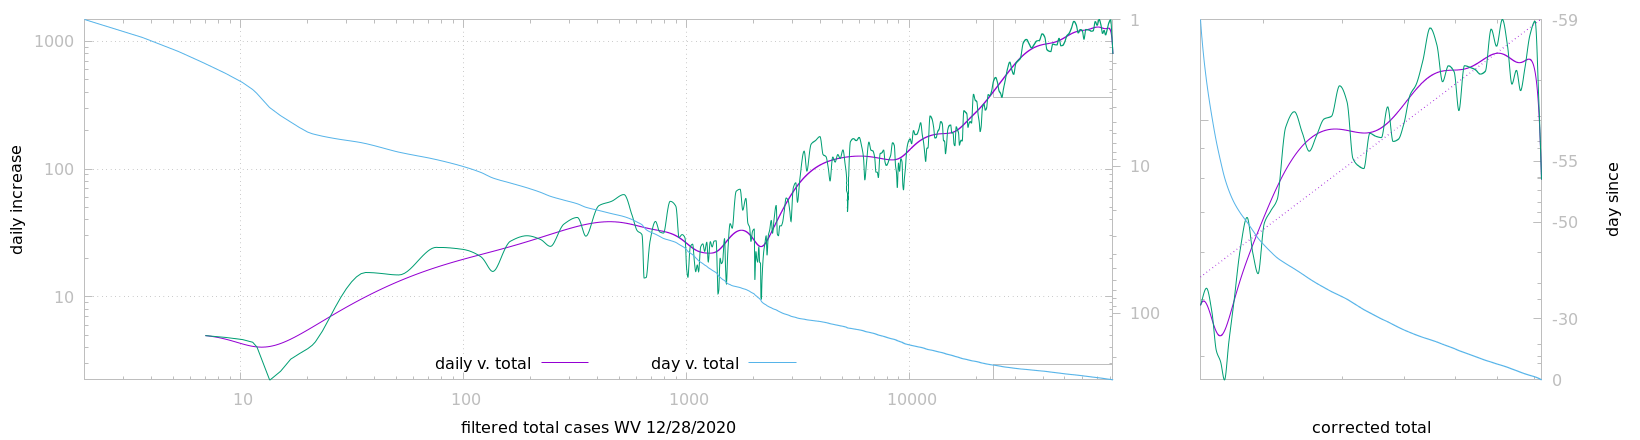 1000
100
10
daily increase
10
100
1000
10000
filtered total cases WV 12/28/2020
daily v. total
day v. total
1
10
100
-59
-55
-50
-30
0
day since
corrected total